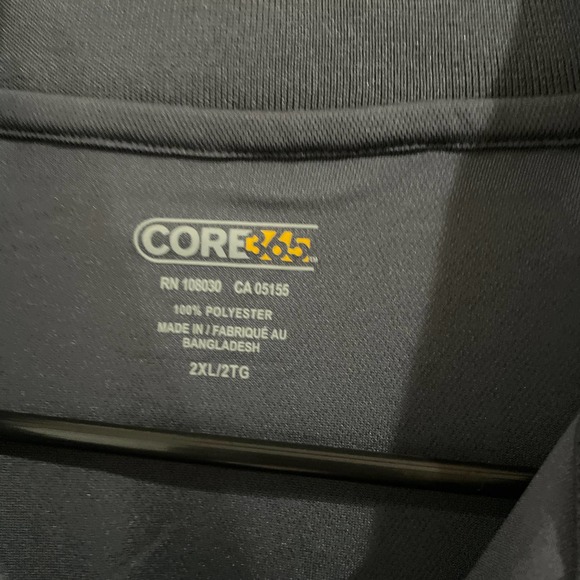 CORE365
RN 108030 CA 05155
100% POLYESTER
MADE IN / FABRIQUÉ AU
BANGLADESH
2XL/2TG